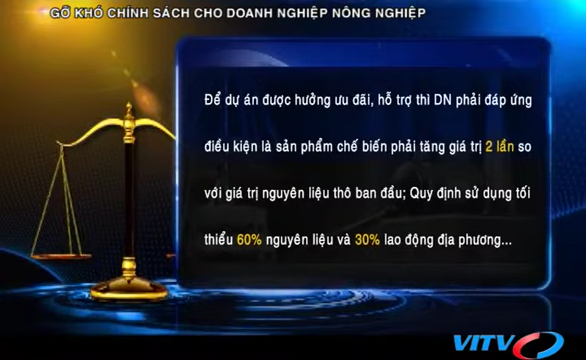 GỠ KHÓ CHÍNH SÁCH CHO DOANH NGHIỆP NÔNG NGHIỆP
Để dự án được hưởng ưu đãi, hỗ trợ thì DN phải đáp ứng
điều kiện là sản phẩm chế biến phải tăng giá trị 2 lần so
với giá trị nguyên liệu thô ban đầu; Quy định sử dụng tối
thiểu 60% nguyên liệu và 30% lao động địa phương...
VITV